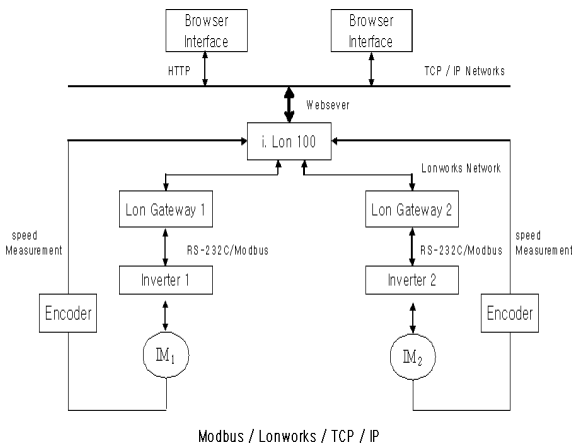 Browser
Interface
Browser
Interface
HTTP
TCP / IP Networks
Websever
i. Lon 100
Lonworks Network
Lon Gateway 1
Lon Gateway 2
speed
Measurement
speed
Measurement
RS-232C/Modbus
RS-232C/Modbus
Inverter 1
Inverter 2
Encoder
Encoder
IM1
IM2
Modbus / Lonworks / TCP / IP